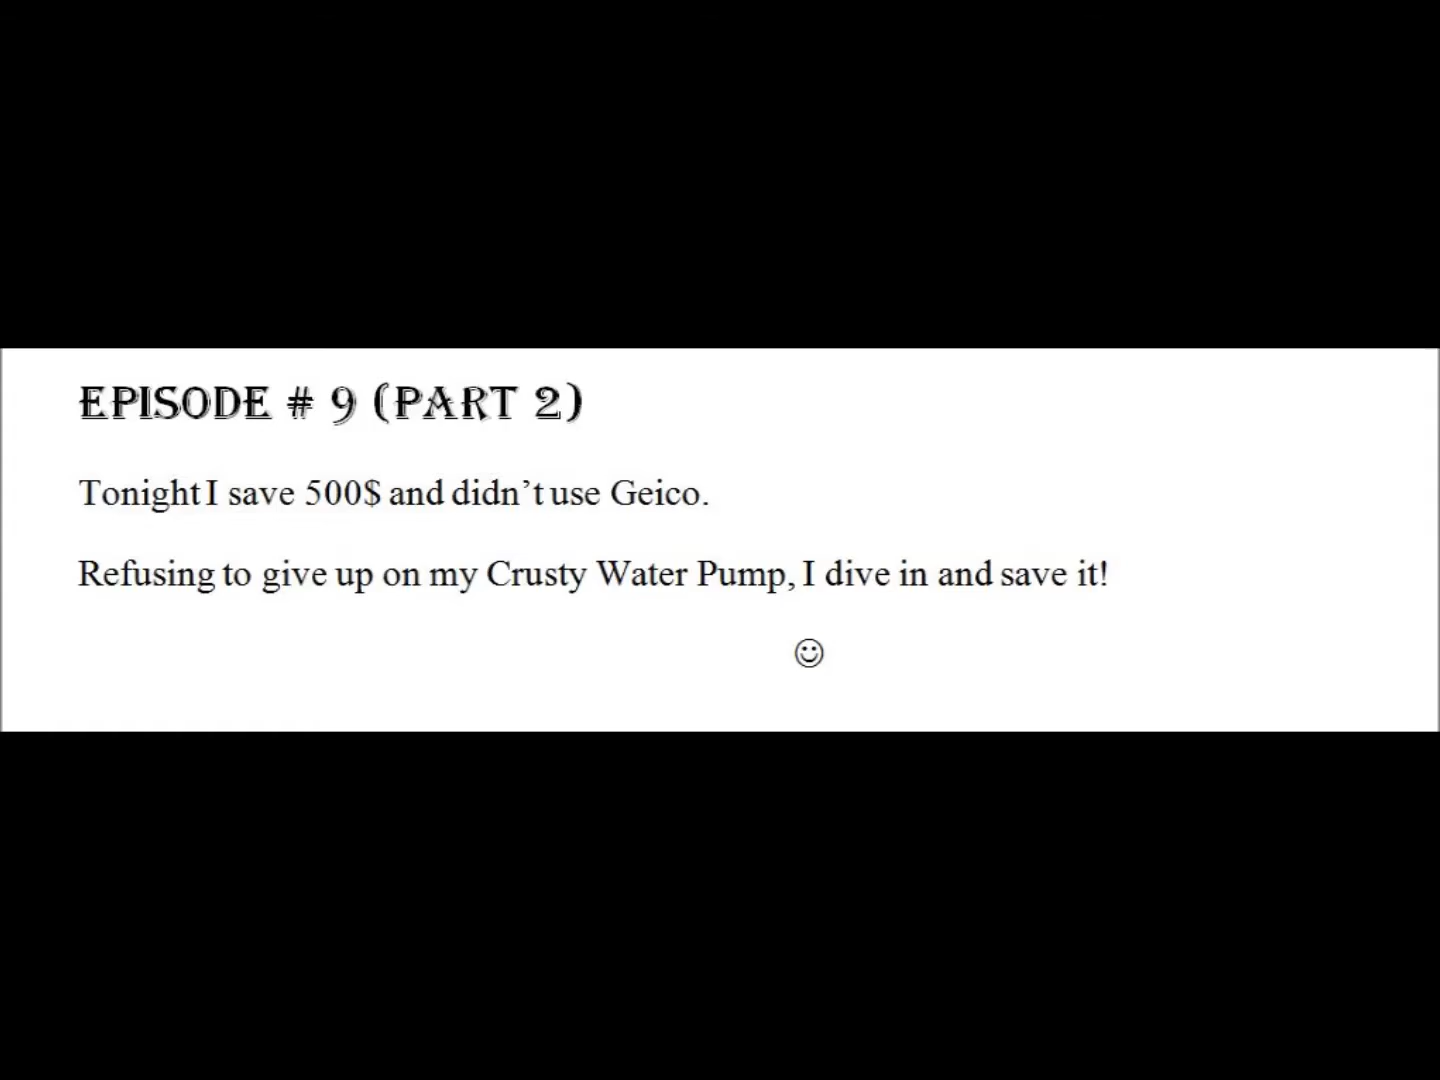 EPISODE # 9 (PART 2)
Tonight I save 500$ and didn’t use Geico.
Refusing to give up on my Crusty Water Pump, I dive in and save it!
☺